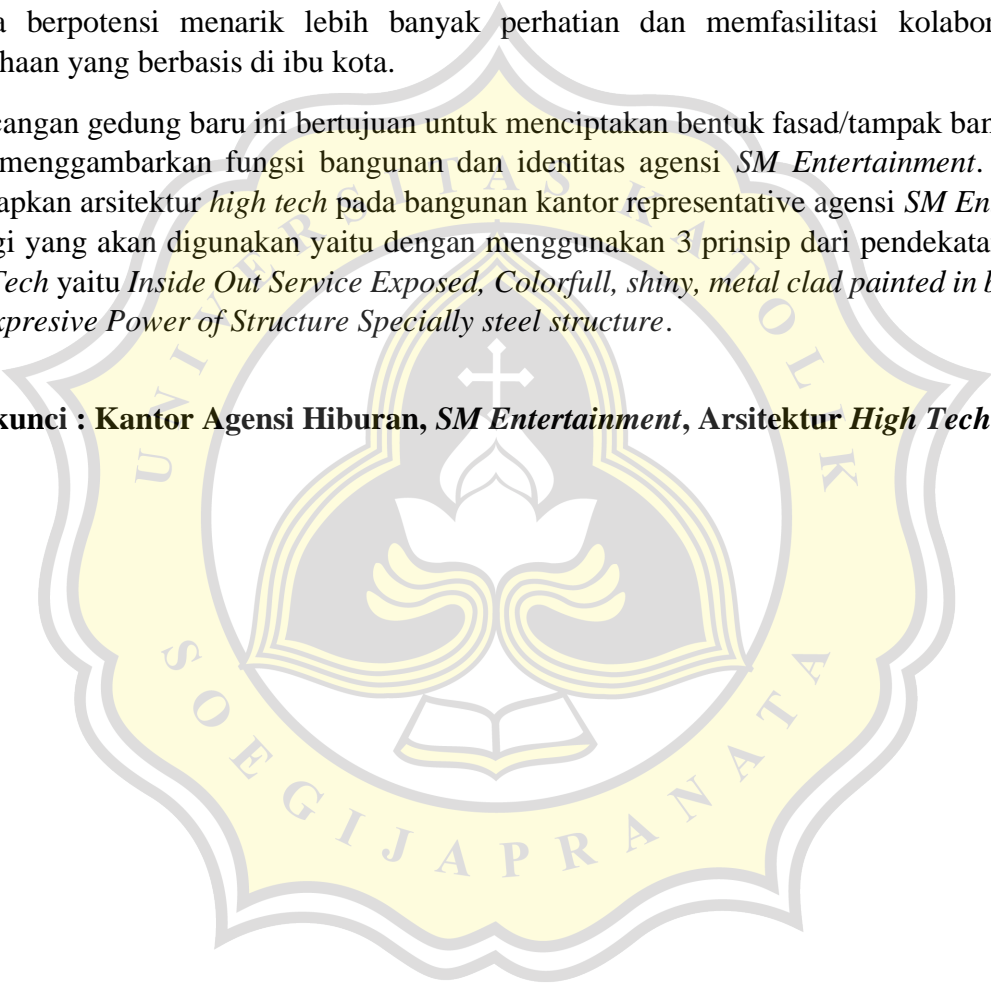 a berpotensi menarik lebih banyak perhatian dan memfasilitasi kolabor
haan yang berbasis di ibu kota.
cangan gedung baru ini bertujuan untuk menciptakan bentuk fasad/tampak ban
menggambarkan fungsi bangunan dan identitas agensi SM Entertainment.
apkan arsitektur high tech pada bangunan kantor representative agensi SM En
gi yang akan digunakan yaitu dengan menggunakan 3 prinsip dari pendekata
Tech yaitu Inside Out Service Exposed, Colorfull, shiny, metal clad painted in b
xpresive Power of Structure Specially steel structure.
kunci : Kantor Agensi Hiburan, SM Entertainment, Arsitektur High Tech
UNIVERSITAS KATOLIK
SOEGIJAPRANATA